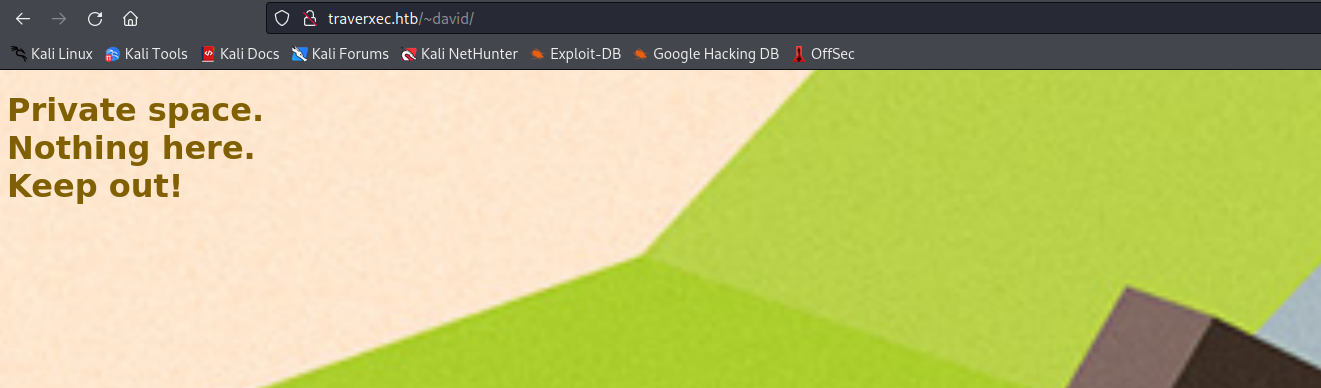 traverxec.htb/~david/
Kali Linux Kali Tools Kali Docs Kali Forums Kali NetHunter Exploit-DB Google Hacking DB OffSec
Private space.
Nothing here.
Keep out!